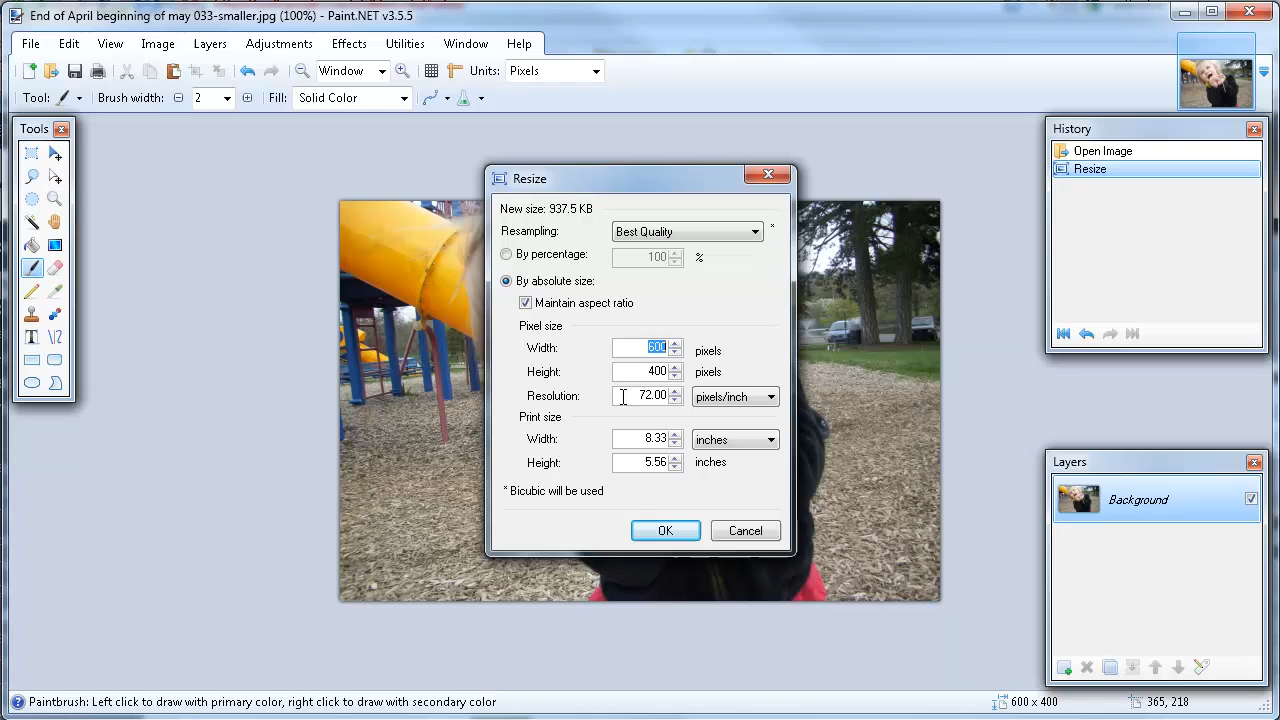 End of April beginning of may 033-smaller.jpg (100%) - Paint.NET v3.5.5
File Edit View Image Layers Adjustments Effects Utilities Window Help
Window Units: Pixels
Tool: Brush width: 2 Fill: Solid Color
Tools
History
Open Image
Resize
Resize
New size: 937.5 KB
Resampling: Best Quality *
By percentage: 100 %
By absolute size:
Maintain aspect ratio
Pixel size
Width: 600 pixels
Height: 400 pixels
Resolution: 72.00 pixels/inch
Print size
Width: 8.33 inches
Height: 5.56 inches
* Bicubic will be used
OK Cancel
Layers
Background
Paintbrush: Left click to draw with primary color, right click to draw with secondary color 600 x 400 365, 218